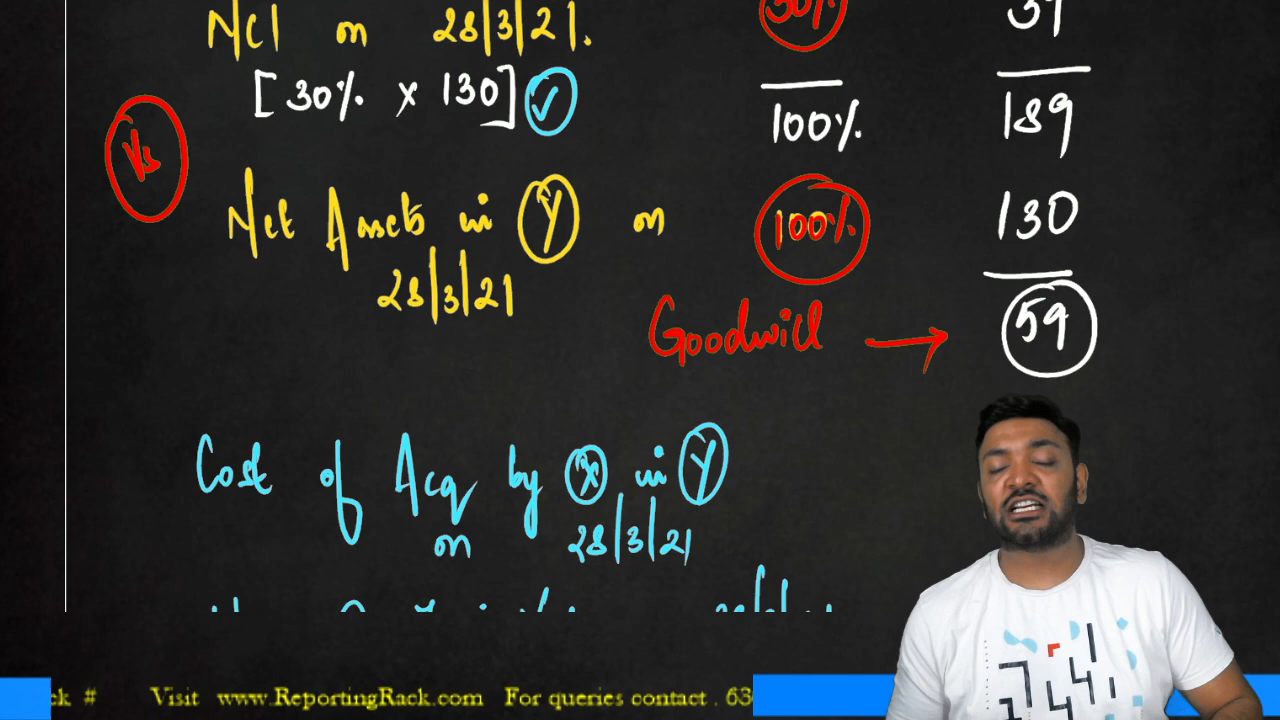 NCI on 28/3/21. 30% 39
[30% x 130] ✓
100% 189
Vs
Net Assets in Y on 100% 130
28/3/21
Goodwill → 59
Cost of Acq by X in Y
on 28/3/21
# Visit www.ReportingRack.com For queries contact . 63